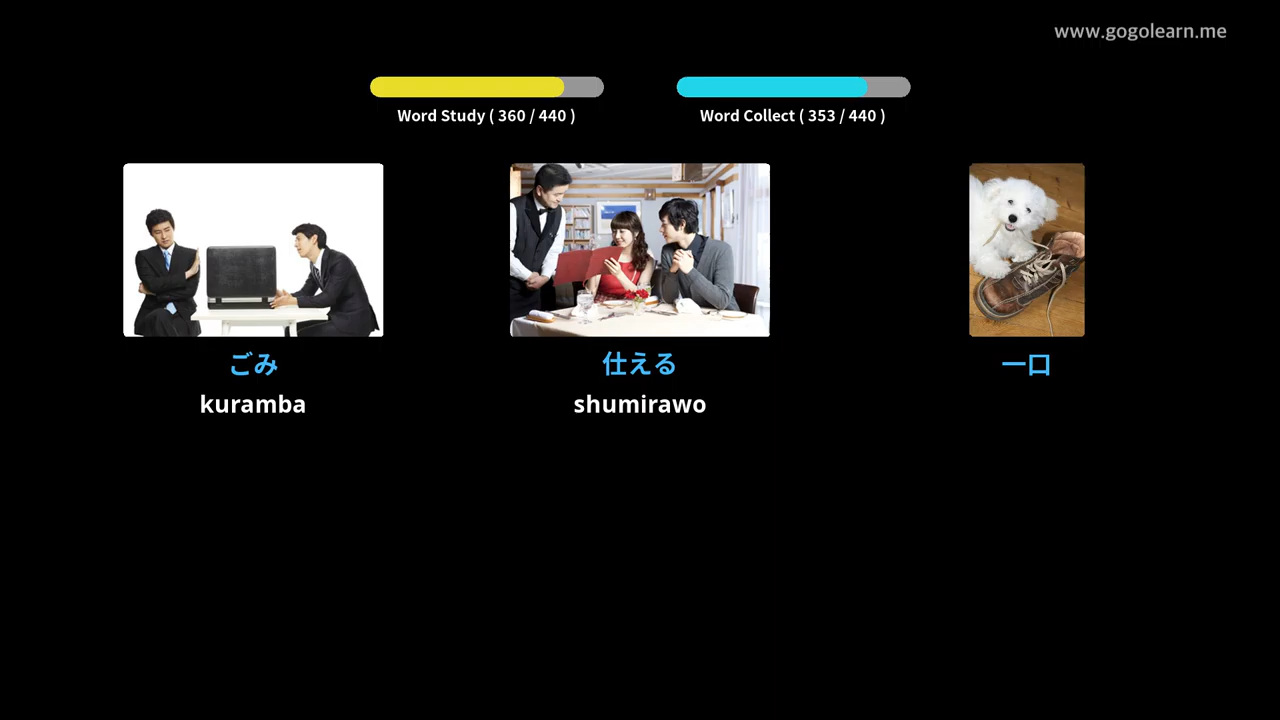 www.gogolearn.me
Word Study ( 360 / 440 )
Word Collect ( 353 / 440 )
ごみ
kuramba
仕える
shumirawo
一口